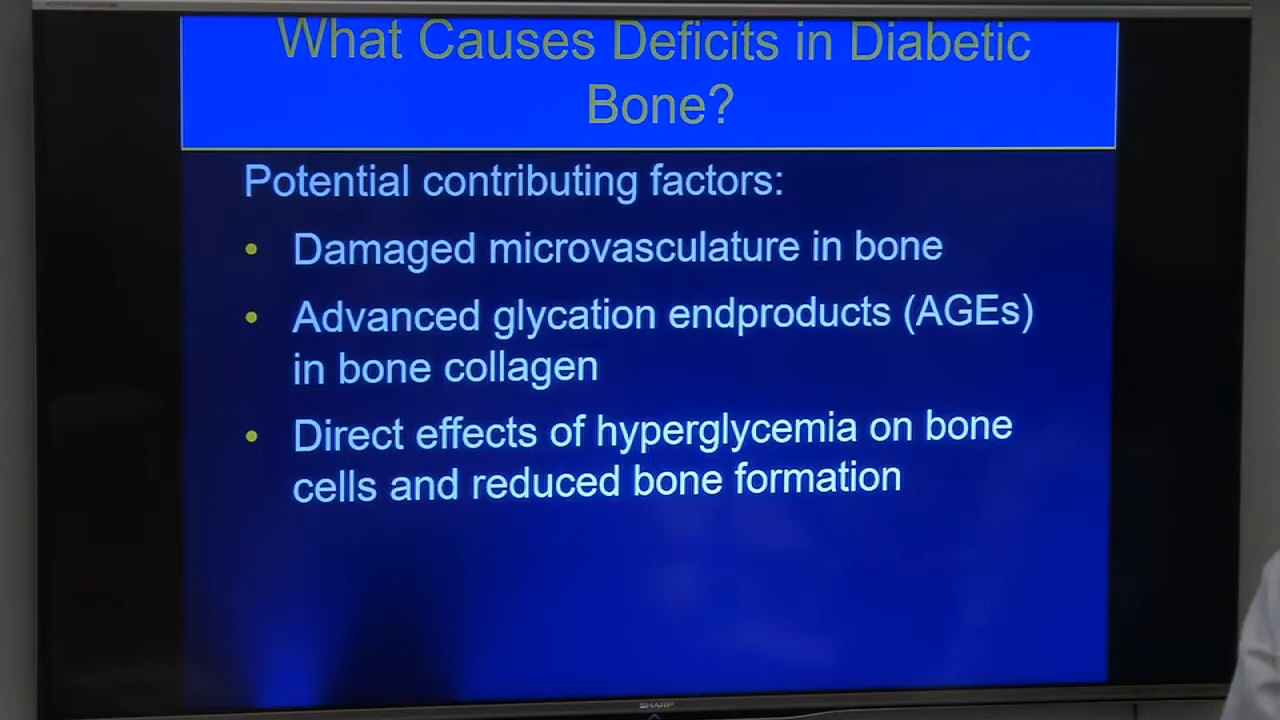 What Causes Deficits in Diabetic
Bone?
Potential contributing factors:
• Damaged microvasculature in bone
• Advanced glycation endproducts (AGEs)
in bone collagen
• Direct effects of hyperglycemia on bone
cells and reduced bone formation
SHARP